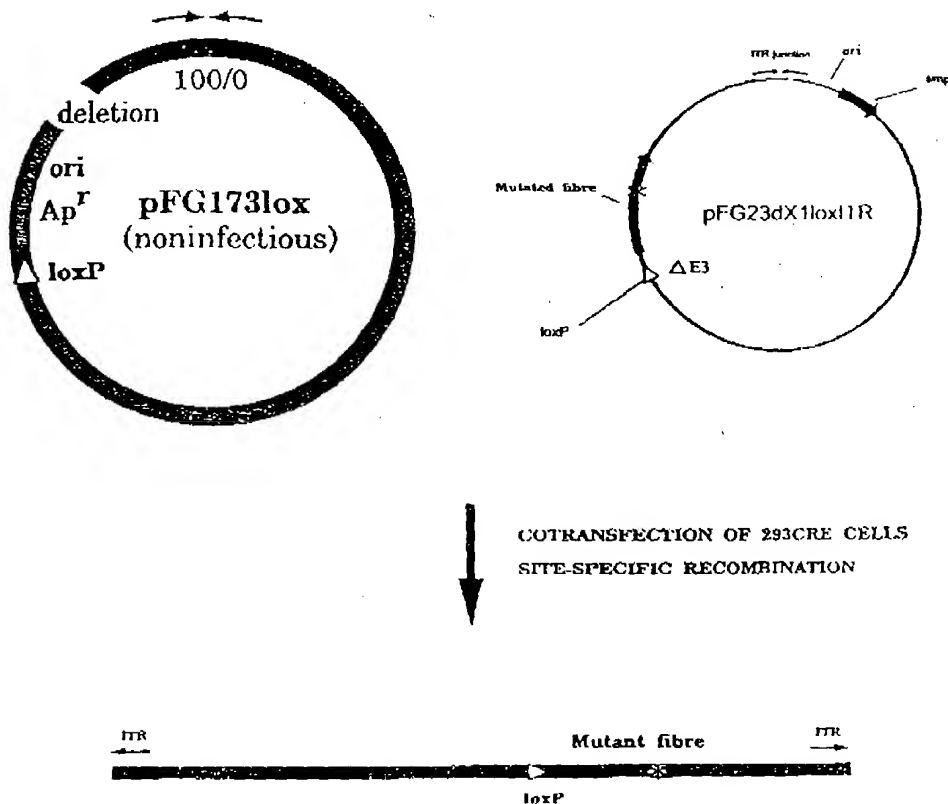 100/0
deletion
ori
Ap^r
loxP
pFG173lox
(noninfectious)
ITR junction
ori
amp
Mutated fibre
pFG23dX1loxITR
△E3
loxP
COTRANSFECTION OF 293CRE CELLS
SITE-SPECIFIC RECOMBINATION
ITR
Mutant fibre
ITR
loxP